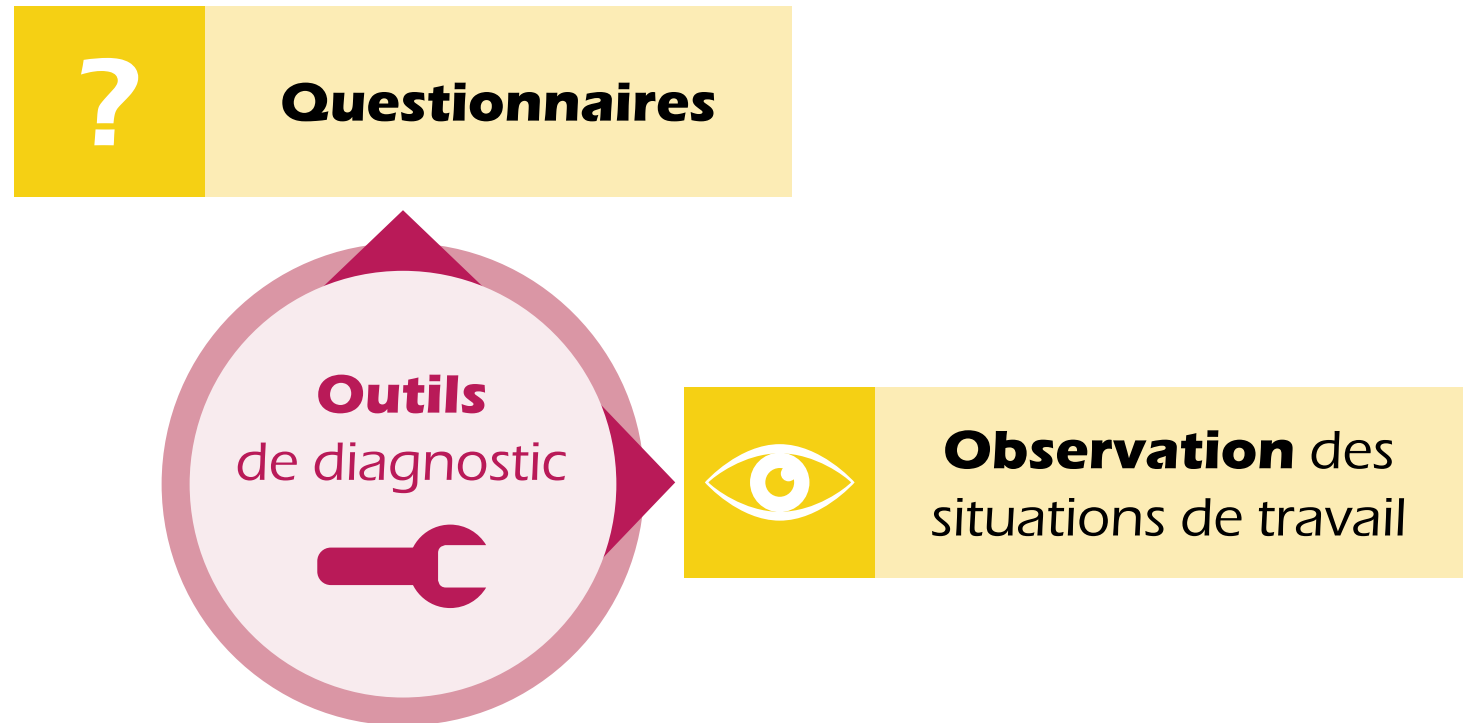 ?
Questionnaires
Outils
de diagnostic
Observation des
situations de travail